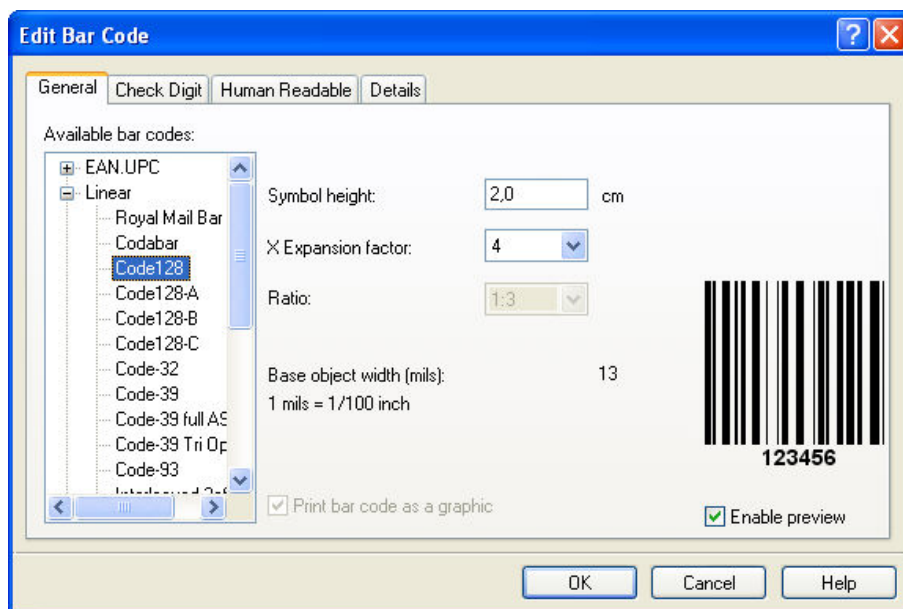 Edit Bar Code
General Check Digit Human Readable Details
Available bar codes:
EAN.UPC
Linear
Royal Mail Bar
Codabar
Code128
Code128-A
Code128-B
Code128-C
Code-32
Code-39
Code-39 full AS
Code-39 Tri Op
Code-93
Symbol height: 2,0 cm
X Expansion factor: 4
Ratio: 1:3
Base object width (mils): 13
1 mils = 1/100 inch
Print bar code as a graphic
123456
Enable preview
OK Cancel Help